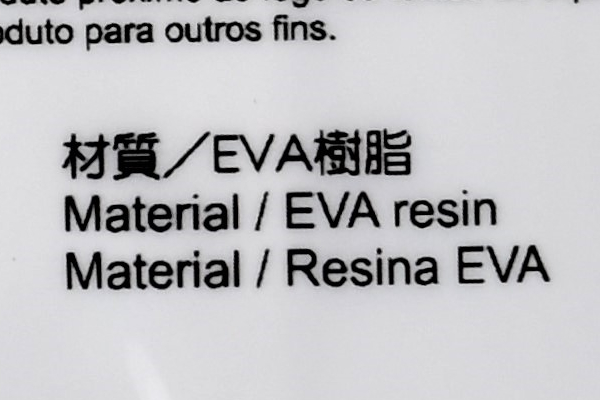 oduto para outros fins.
材質／EVA樹脂
Material / EVA resin
Material / Resina EVA